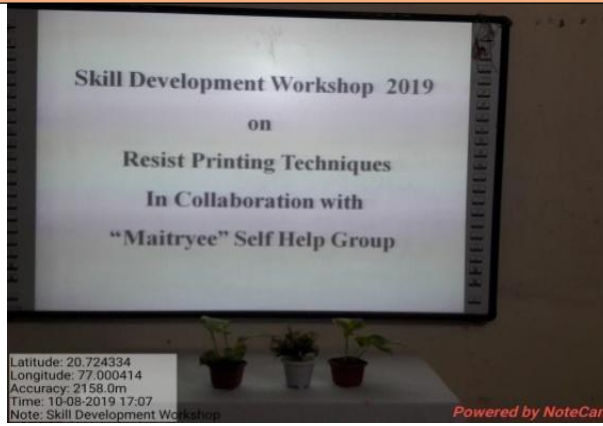 Skill Development Workshop 2019
on
Resist Printing Techniques
In Collaboration with
“Maitryee” Self Help Group
Latitude: 20.724334
Longitude: 77.000414
Accuracy: 2158.0m
Time: 10-08-2019 17:07
Note: Skill Development Workshop
Powered by NoteCam